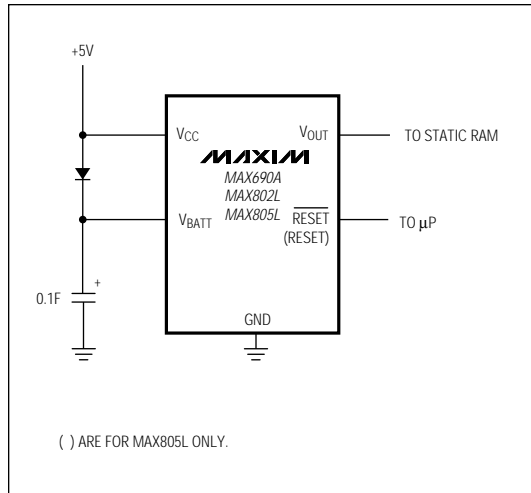 +5V
VCC
VOUT
TO STATIC RAM
MAXIM
MAX690A
MAX802L
MAX805L
VBATT
RESET
(RESET)
TO µP
0.1F
+
GND
( ) ARE FOR MAX805L ONLY.